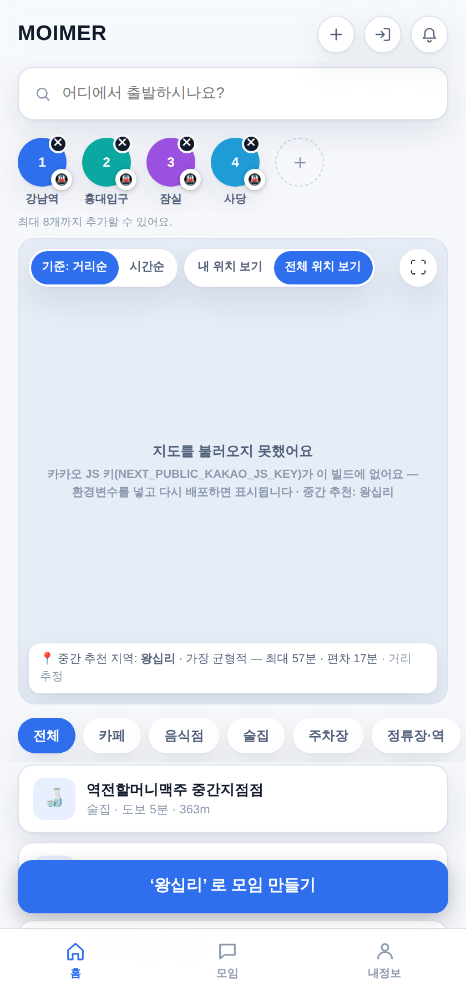 MOIMER
어디에서 출발하시나요?
1 2 3 4
강남역 홍대입구 잠실 사당
최대 8개까지 추가할 수 있어요.
기준: 거리순 시간순 내 위치 보기 전체 위치 보기
지도를 불러오지 못했어요
카카오 JS 키(NEXT_PUBLIC_KAKAO_JS_KEY)가 이 빌드에 없어요 —
환경변수를 넣고 다시 배포하면 표시됩니다 · 중간 추천: 왕십리
📍 중간 추천 지역: 왕십리 · 가장 균형적 — 최대 57분 · 편차 17분 · 거리
추정
전체 카페 음식점 술집 주차장 정류장·역
역전할머니맥주 중간지점점
술집 · 도보 5분 · 363m
‘왕십리’ 로 모임 만들기
홈 모임 내정보